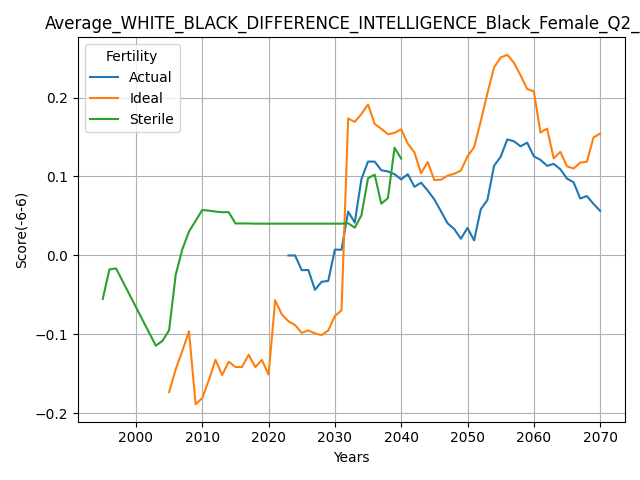 Average_WHITE_BLACK_DIFFERENCE_INTELLIGENCE_Black_Female_Q2_
Fertility
Actual
Ideal
Sterile
Score(-6-6)
0.2
0.1
0.0
−0.1
−0.2
2000 2010 2020 2030 2040 2050 2060 2070
Years